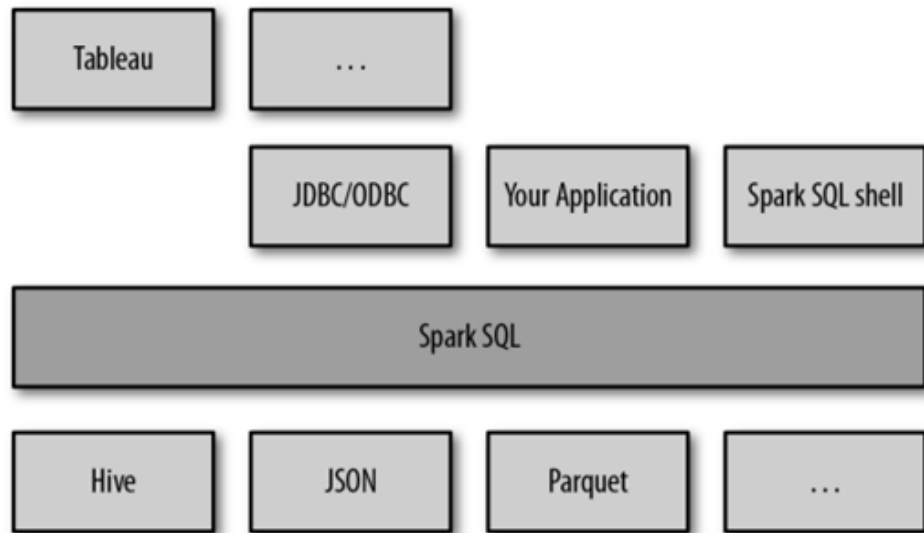 Tableau
...
JDBC/ODBC
Your Application
Spark SQL shell
Spark SQL
Hive
JSON
Parquet
...